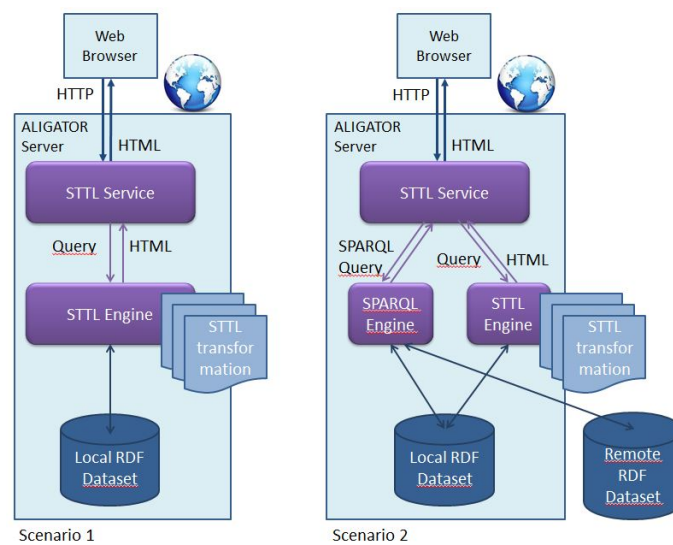 Web
Browser
HTTP
ALIGATOR
Server
HTML
STTL Service
Query
HTML
STTL Engine
STTL
transfor
mation
Local RDF
Dataset
Scenario 1
Web
Browser
HTTP
ALIGATOR
Server
HTML
STTL Service
SPARQL
Query
Query
HTML
SPARQL
Engine
STTL
Engine
STTL
transfor
mation
Local RDF
Dataset
Remote
RDF
Dataset
Scenario 2